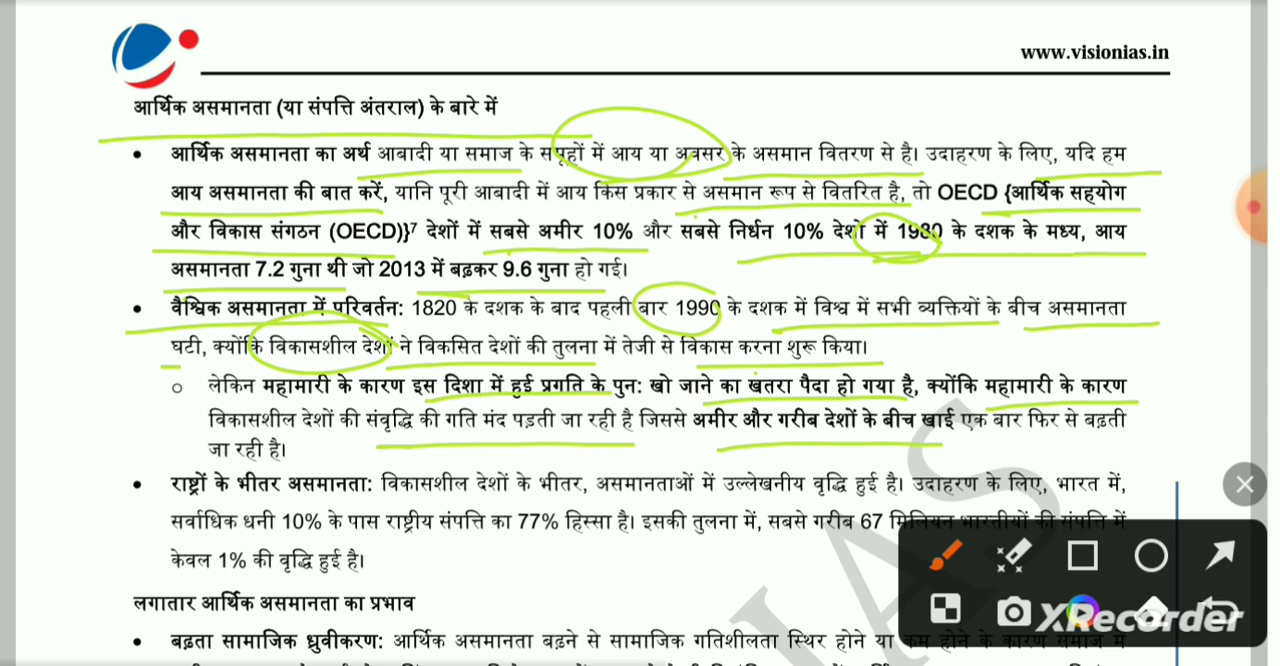 www.visionias.in
आर्थिक असमानता (या संपत्ति अंतराल) के बारे में
• आर्थिक असमानता का अर्थ आबादी या समाज के समूहों में आय या अवसर के असमान वितरण से है। उदाहरण के लिए, यदि हम
आय असमानता की बात करें, यानि पूरी आबादी में आय किस प्रकार से असमान रूप से वितरित है, तो OECD {आर्थिक सहयोग
और विकास संगठन (OECD)}7 देशों में सबसे अमीर 10% और सबसे निर्धन 10% देशों में 1980 के दशक के मध्य, आय
असमानता 7.2 गुना थी जो 2013 में बढ़कर 9.6 गुना हो गई।
• वैश्विक असमानता में परिवर्तन: 1820 के दशक के बाद पहली बार 1990 के दशक में विश्व में सभी व्यक्तियों के बीच असमानता
घटी, क्योंकि विकासशील देशों ने विकसित देशों की तुलना में तेजी से विकास करना शुरू किया।
○ लेकिन महामारी के कारण इस दिशा में हुई प्रगति के पुन: खो जाने का खतरा पैदा हो गया है, क्योंकि महामारी के कारण
विकासशील देशों की संवृद्धि की गति मंद पड़ती जा रही है जिससे अमीर और गरीब देशों के बीच खाई एक बार फिर से बढ़ती
जा रही है।
• राष्ट्रों के भीतर असमानता: विकासशील देशों के भीतर, असमानताओं में उल्लेखनीय वृद्धि हुई है। उदाहरण के लिए, भारत में,
सर्वाधिक धनी 10% के पास राष्ट्रीय संपत्ति का 77% हिस्सा है। इसकी तुलना में, सबसे गरीब 67 मिलियन भारतीयों की संपत्ति में
केवल 1% की वृद्धि हुई है।
लगातार आर्थिक असमानता का प्रभाव
• बढ़ता सामाजिक ध्रुवीकरण: आर्थिक असमानता बढ़ने से सामाजिक गतिशीलता स्थिर होने या कम होने के कारण समाज में
IAS
XRecorder